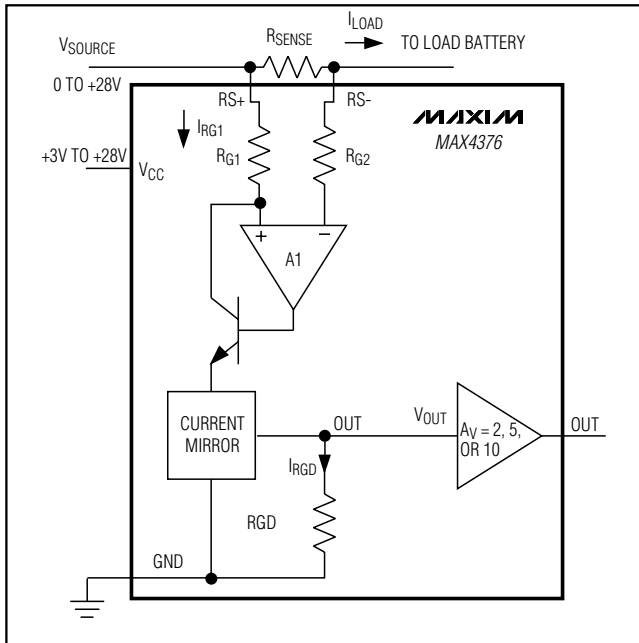 ILOAD
RSENSE
VSOURCE
TO LOAD BATTERY
0 TO +28V
RS+
RS-
MAXIM
MAX4376
IRG1
RG1
RG2
+3V TO +28V
VCC
+
−
A1
CURRENT
MIRROR
OUT
VOUT
AV = 2, 5,
OR 10
OUT
IRGD
RGD
GND